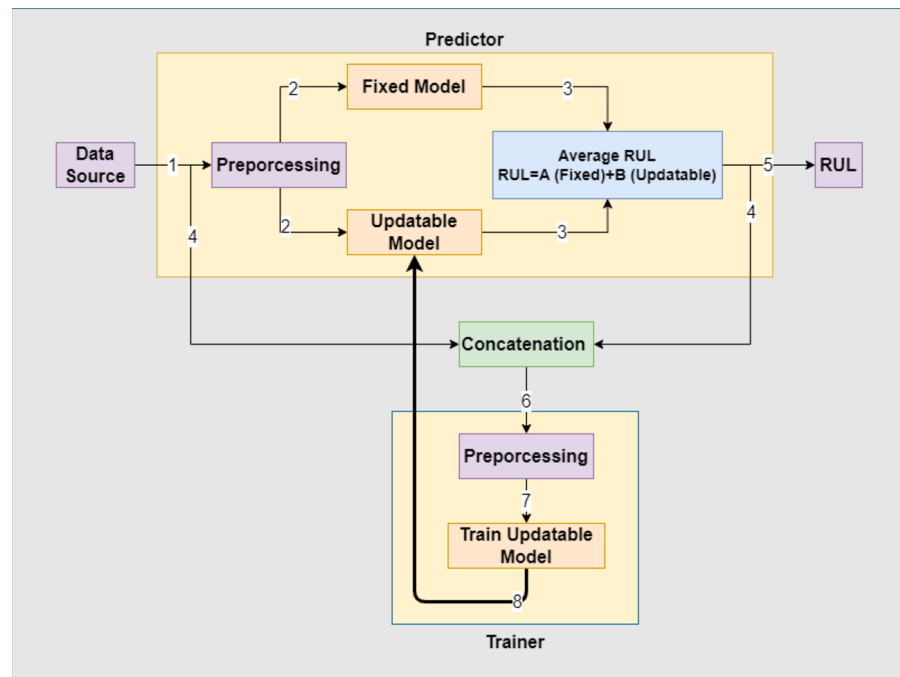 Predictor
2
Fixed Model
3
Data
Source
1
Preporcessing
Average RUL
RUL=A (Fixed)+B (Updatable)
5
RUL
4
2
Updatable
Model
3
4
Concatenation
6
Preporcessing
7
Train Updatable
Model
8
Trainer